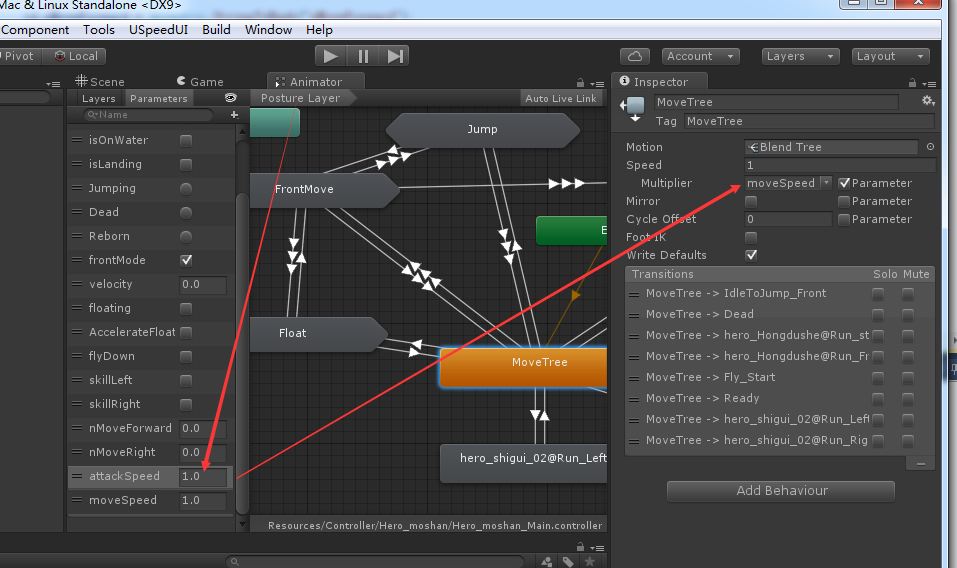 Mac & Linux Standalone <DX9>
Component Tools USpeedUI Build Window Help
Pivot Local Account Layers Layout
Scene Game Animator Inspector
Layers Parameters Posture Layer Auto Live Link
Name
isOnWater
isLanding
Jumping
Dead
Reborn
frontMode
velocity 0.0
floating
AccelerateFloat
flyDown
skillLeft
skillRight
nMoveForward 0.0
nMoveRight 0.0
attackSpeed 1.0
moveSpeed 1.0
Jump
FrontMove
E
Float
MoveTree
hero_shigui_02@Run_Left
Resources/Controller/Hero_moshan/Hero_moshan_Main.controller
MoveTree
Tag MoveTree
Motion Blend Tree
Speed 1
Multiplier moveSpeed Parameter
Mirror Parameter
Cycle Offset 0 Parameter
Foot IK
Write Defaults
Transitions Solo Mute
MoveTree -> IdleToJump_Front
MoveTree -> Dead
MoveTree -> hero_Hongdushe@Run_st
MoveTree -> hero_Hongdushe@Run_Fr
MoveTree -> Fly_Start
MoveTree -> Ready
MoveTree -> hero_shigui_02@Run_Left
MoveTree -> hero_shigui_02@Run_Rig
Add Behaviour